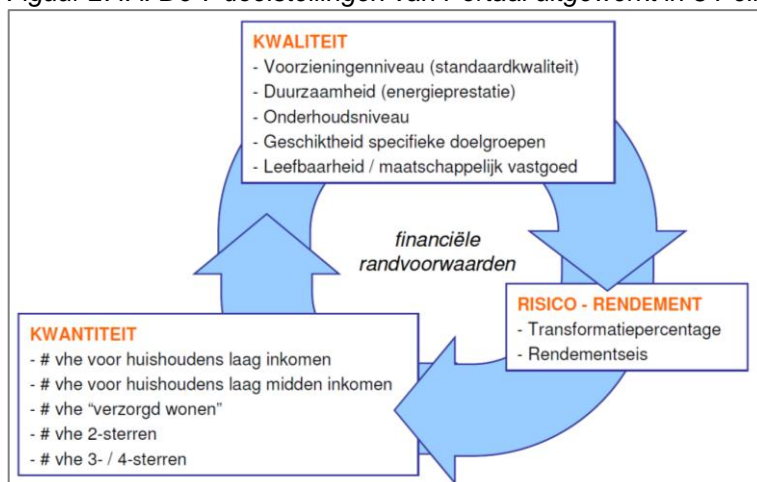 KWALITEIT
- Voorzieningenniveau (standaardkwaliteit)
- Duurzaamheid (energieprestatie)
- Onderhoudsniveau
- Geschiktheid specifieke doelgroepen
- Leefbaarheid / maatschappelijk vastgoed
financiële
randvoorwaarden
RISICO - RENDEMENT
- Transformatiepercentage
- Rendementseis
KWANTITEIT
- # vhe voor huishoudens laag inkomen
- # vhe voor huishoudens laag midden inkomen
- # vhe “verzorgd wonen”
- # vhe 2-sterren
- # vhe 3- / 4-sterren